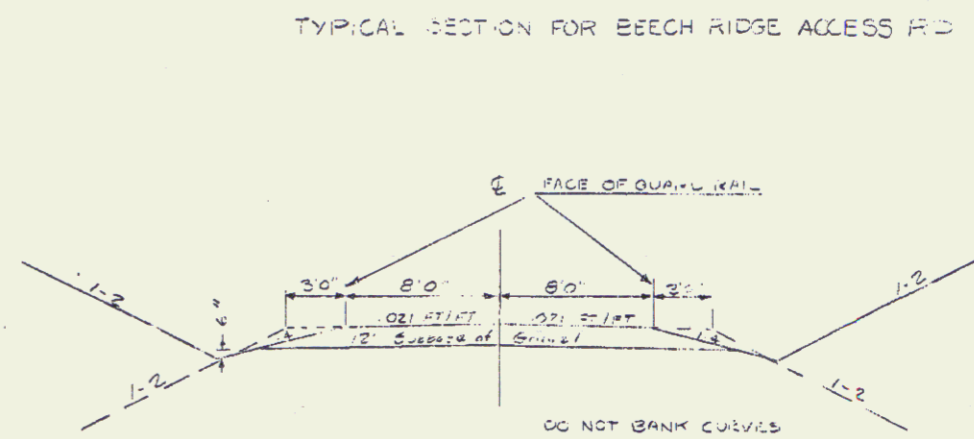 TYPICAL SECTION FOR BEECH RIDGE ACCESS RD
℄ FACE OF GUARD RAIL
3'0" 8'0" 8'0" 3'0"
1-2 1-2
6"
.021 FT/FT .021 FT/FT
12" Subbase of Gravel
1-2 1-2
DO NOT BANK CURVES